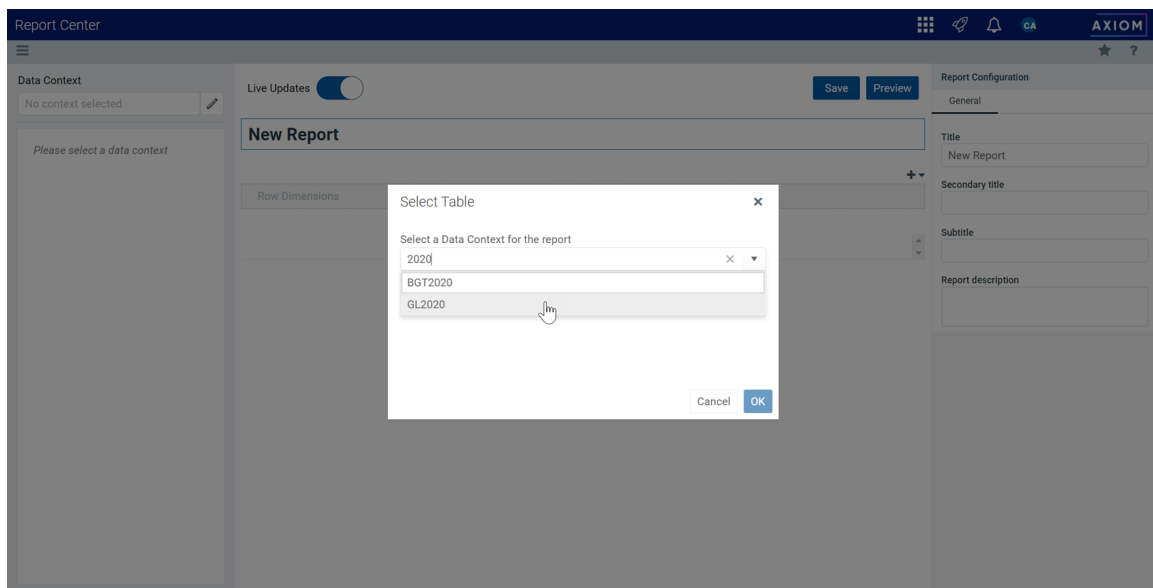 Report Center
CA
AXIOM
?
Data Context
No context selected
Please select a data context
Live Updates
Save
Preview
New Report
Row Dimensions
Select Table
Select a Data Context for the report
2020
BGT2020
GL2020
Cancel
OK
Report Configuration
General
Title
New Report
Secondary title
Subtitle
Report description